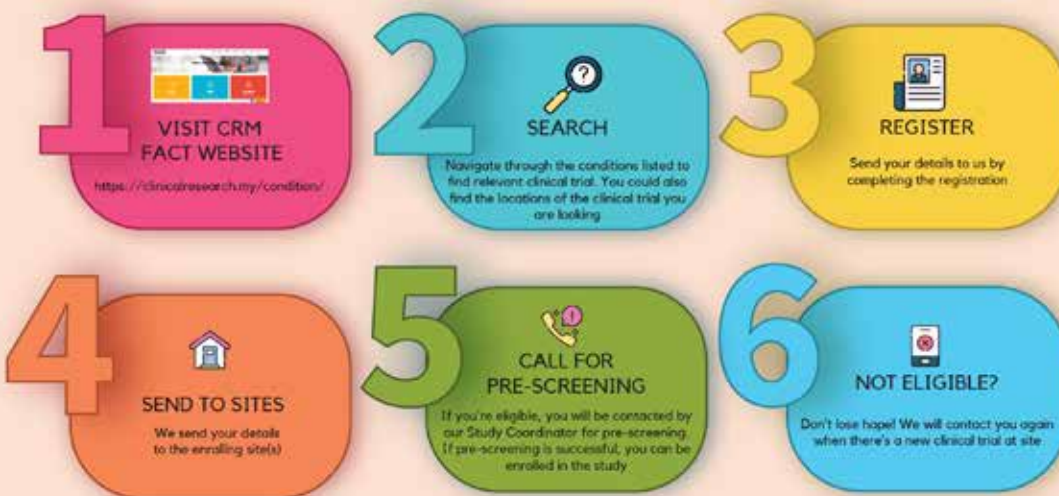 1
VISIT CRM
FACT WEBSITE
https://clinicalresearch.my/condition/
2
SEARCH
Navigate through the conditions listed to
find relevant clinical trial. You could also
find the locations of the clinical trial you
are looking
3
REGISTER
Send your details to us by
completing the registration
4
SEND TO SITES
We send your details
to the enrolling site(s)
5
CALL FOR
PRE-SCREENING
If you're eligible, you will be contacted by
our Study Coordinator for pre-screening.
If pre-screening is successful, you can be
enrolled in the study
6
NOT ELIGIBLE?
Don't lose hope! We will contact you again
when there's a new clinical trial at site